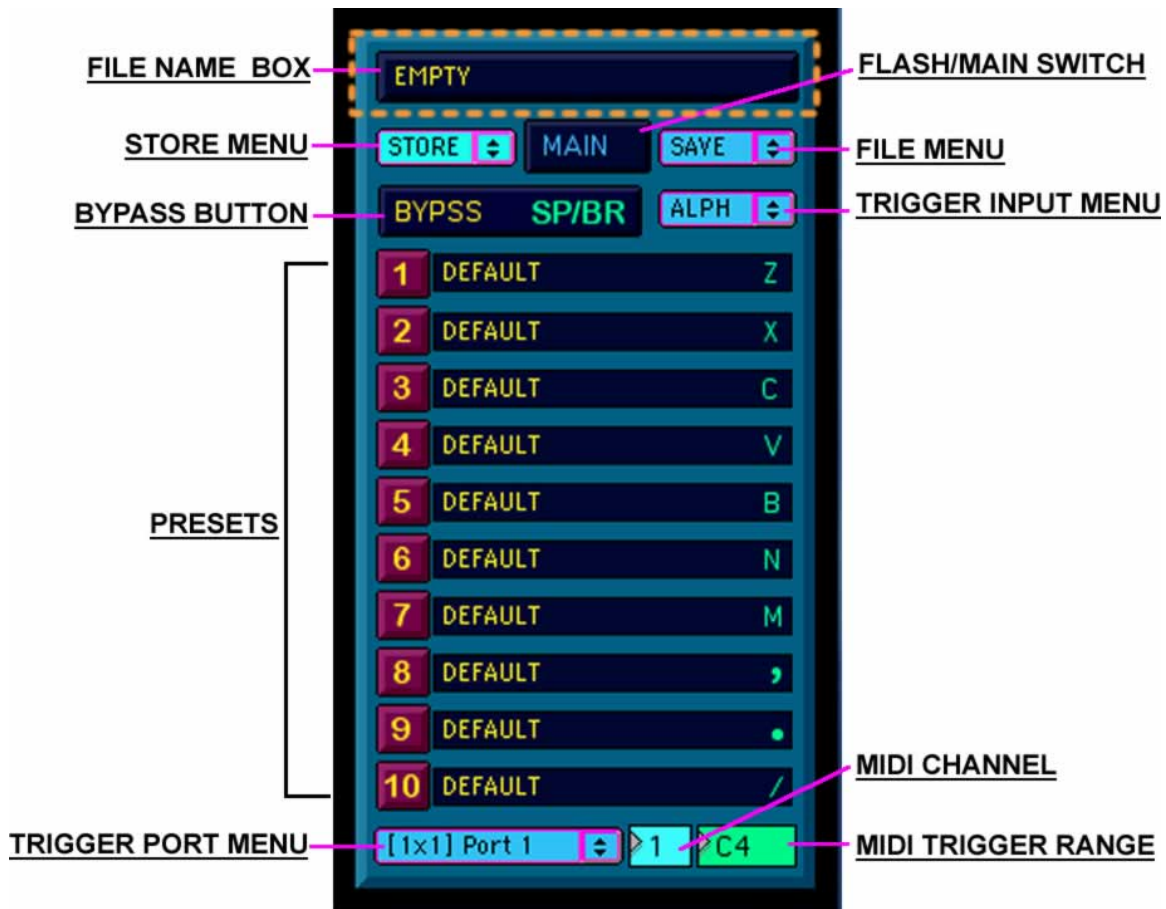 FILE NAME BOX
EMPTY
FLASH/MAIN SWITCH
STORE MENU
STORE
MAIN
SAVE
FILE MENU
BYPASS BUTTON
BYPSS SP/BR
ALPH
TRIGGER INPUT MENU
PRESETS
1 DEFAULT Z
2 DEFAULT X
3 DEFAULT C
4 DEFAULT V
5 DEFAULT B
6 DEFAULT N
7 DEFAULT M
8 DEFAULT ,
9 DEFAULT .
10 DEFAULT /
MIDI CHANNEL
TRIGGER PORT MENU
[1x1] Port 1
1
C4
MIDI TRIGGER RANGE